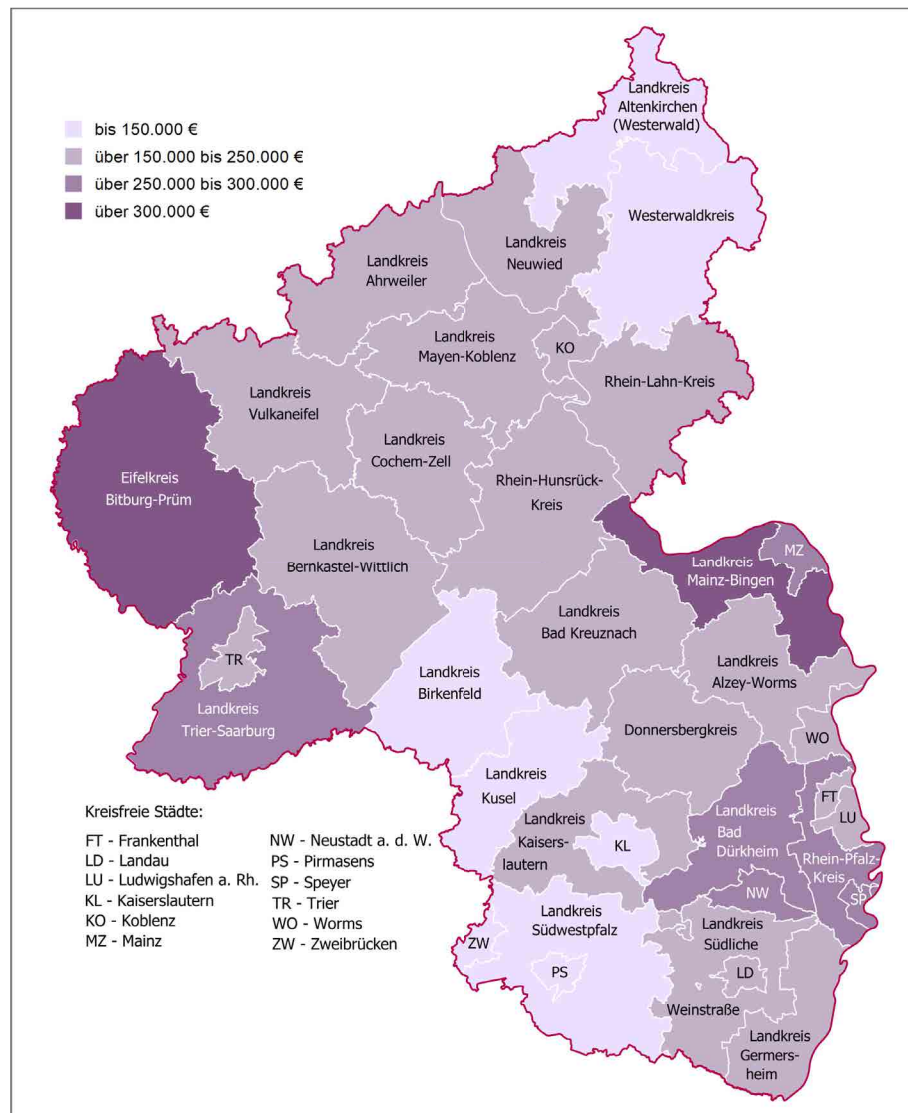 bis 150.000 €
über 150.000 bis 250.000 €
über 250.000 bis 300.000 €
über 300.000 €
Landkreis
Altenkirchen
(Westerwald)
Westerwaldkreis
Landkreis
Neuwied
Landkreis
Ahrweiler
Landkreis
Mayen-Koblenz
KO
Rhein-Lahn-Kreis
Landkreis
Vulkaneifel
Landkreis
Cochem-Zell
Eifelkreis
Bitburg-Prüm
Rhein-Hunsrück-
Kreis
Landkreis
Bernkastel-Wittlich
Landkreis
Mainz-Bingen
MZ
Landkreis
Bad Kreuznach
Landkreis
Alzey-Worms
TR
Landkreis
Trier-Saarburg
Landkreis
Birkenfeld
Donnersbergkreis
WO
Landkreis
Kusel
Landkreis
Kaisers-
lautern
KL
Landkreis
Bad
Dürkheim
FT
LU
Rhein-Pfalz-
Kreis
NW
SP
Landkreis
Südwestpfalz
ZW
PS
Landkreis
Südliche
LD
Weinstraße
Landkreis
Germers-
heim
Kreisfreie Städte:
FT - Frankenthal
LD - Landau
LU - Ludwigshafen a. Rh.
KL - Kaiserslautern
KO - Koblenz
MZ - Mainz
NW - Neustadt a. d. W.
PS - Pirmasens
SP - Speyer
TR - Trier
WO - Worms
ZW - Zweibrücken